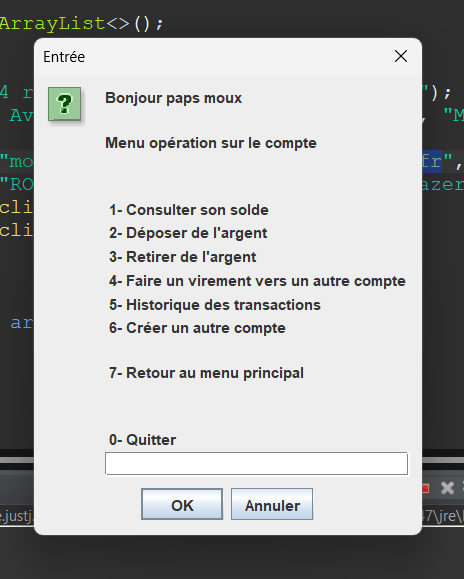 ArrayList<>();
Entrée
4 r ");
Bonjour paps moux
Av , "M
Menu opération sur le compte
"mo fr",
"RO azer
1- Consulter son solde
cli
2- Déposer de l'argent
cli
3- Retirer de l'argent
4- Faire un virement vers un autre compte
5- Historique des transactions
ar
6- Créer un autre compte
7- Retour au menu principal
0- Quitter
OK Annuler
e.justj 47\jre\